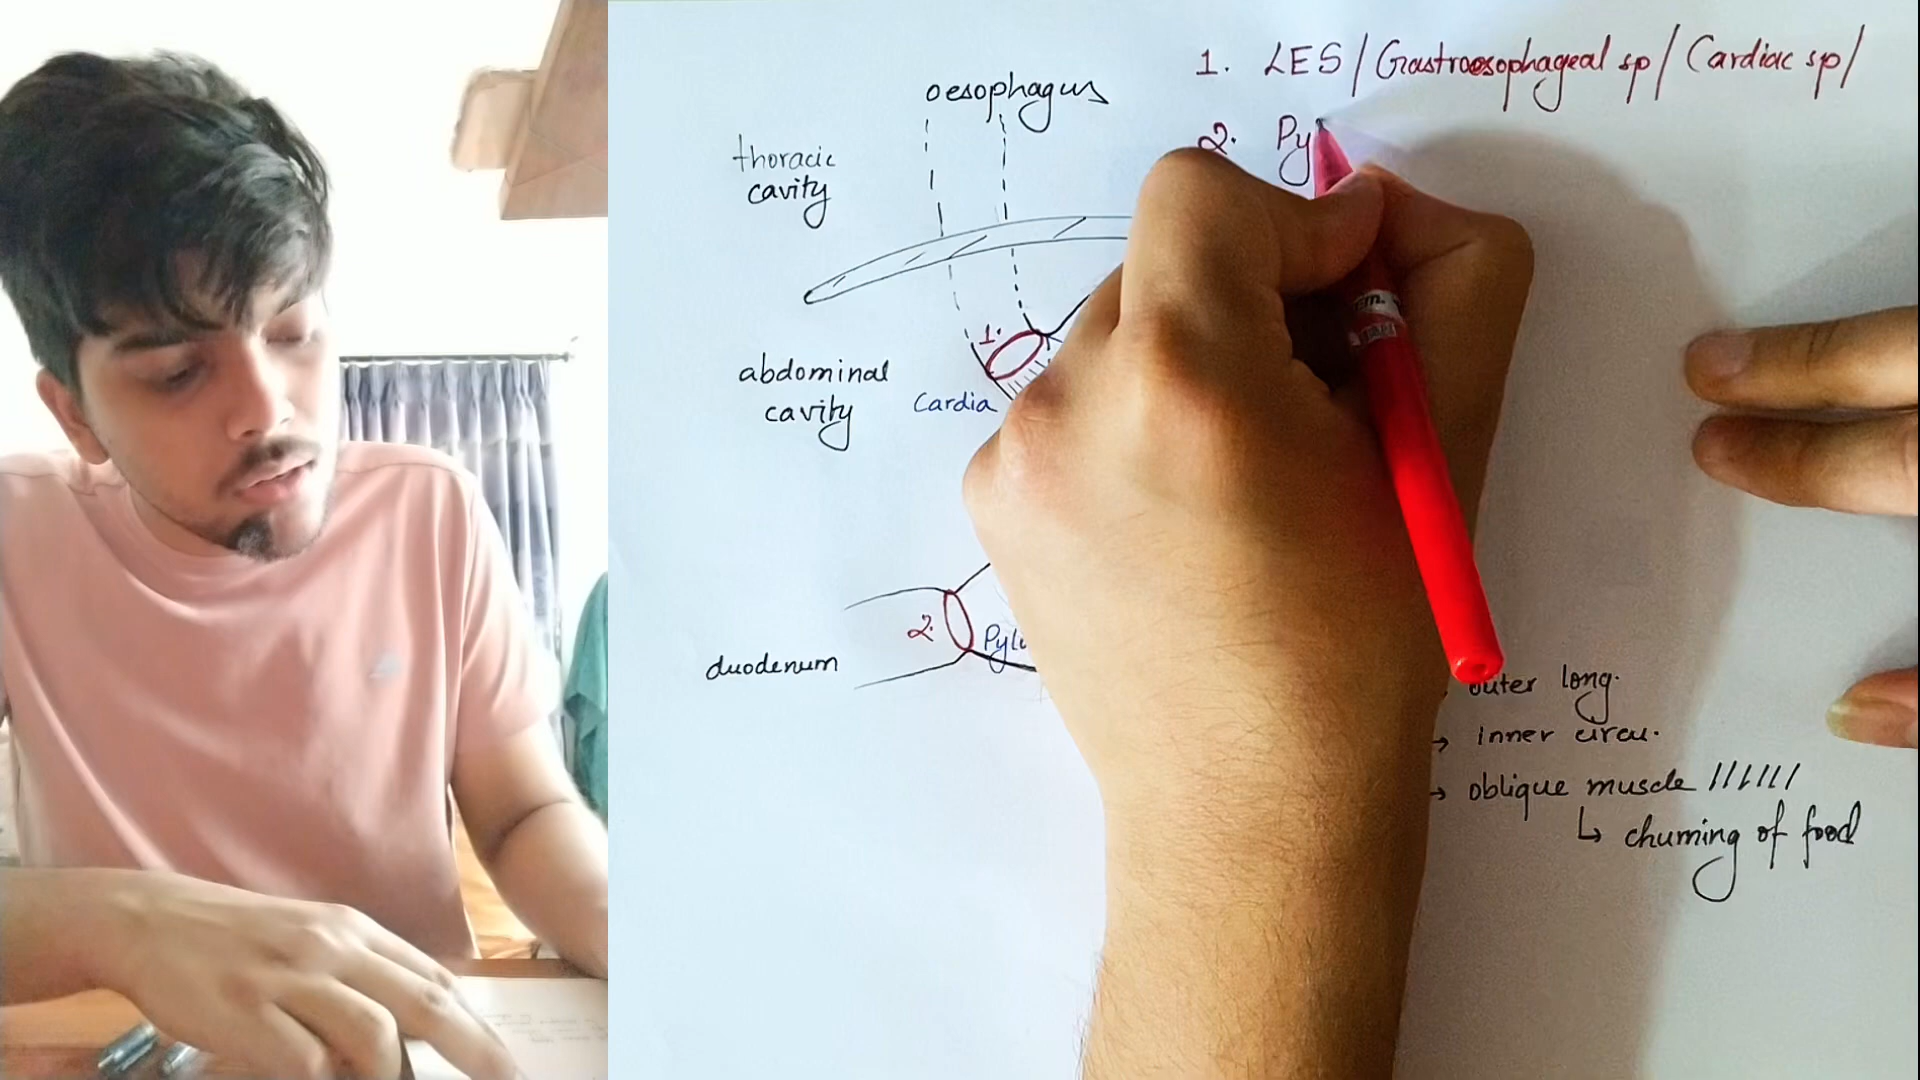 1. LES / Gastroesophageal sp / Cardiac sp /
2. Py
oesophagus
thoracic
cavity
1.
abdominal
cavity
Cardia
2.
duodenum
outer long.
→ inner circu.
→ oblique muscle ///////
↳ churning of food